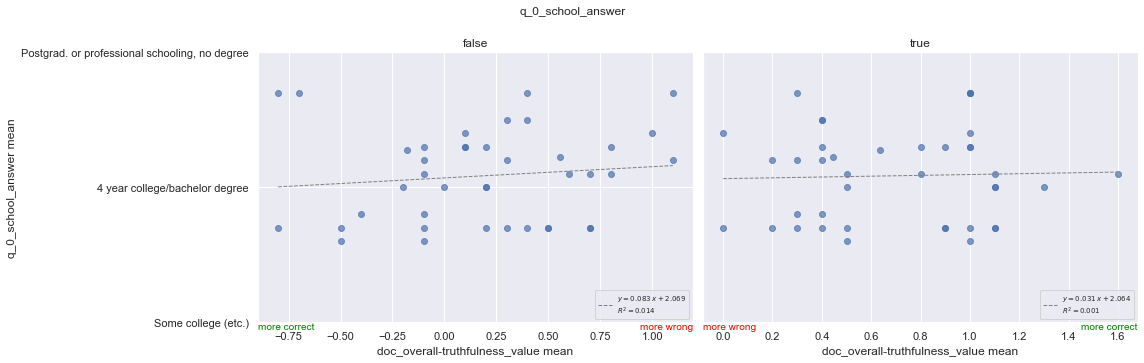 q_0_school_answer
false
true
Postgrad. or professional schooling, no degree
4 year college/bachelor degree
Some college (etc.)
q_0_school_answer mean
y = 0.083 x + 2.069
R² = 0.014
y = 0.031 x + 2.064
R² = 0.001
more correct
more wrong
more wrong
more correct
−0.75 −0.50 −0.25 0.00 0.25 0.50 0.75 1.00
0.0 0.2 0.4 0.6 0.8 1.0 1.2 1.4 1.6
doc_overall-truthfulness_value mean
doc_overall-truthfulness_value mean